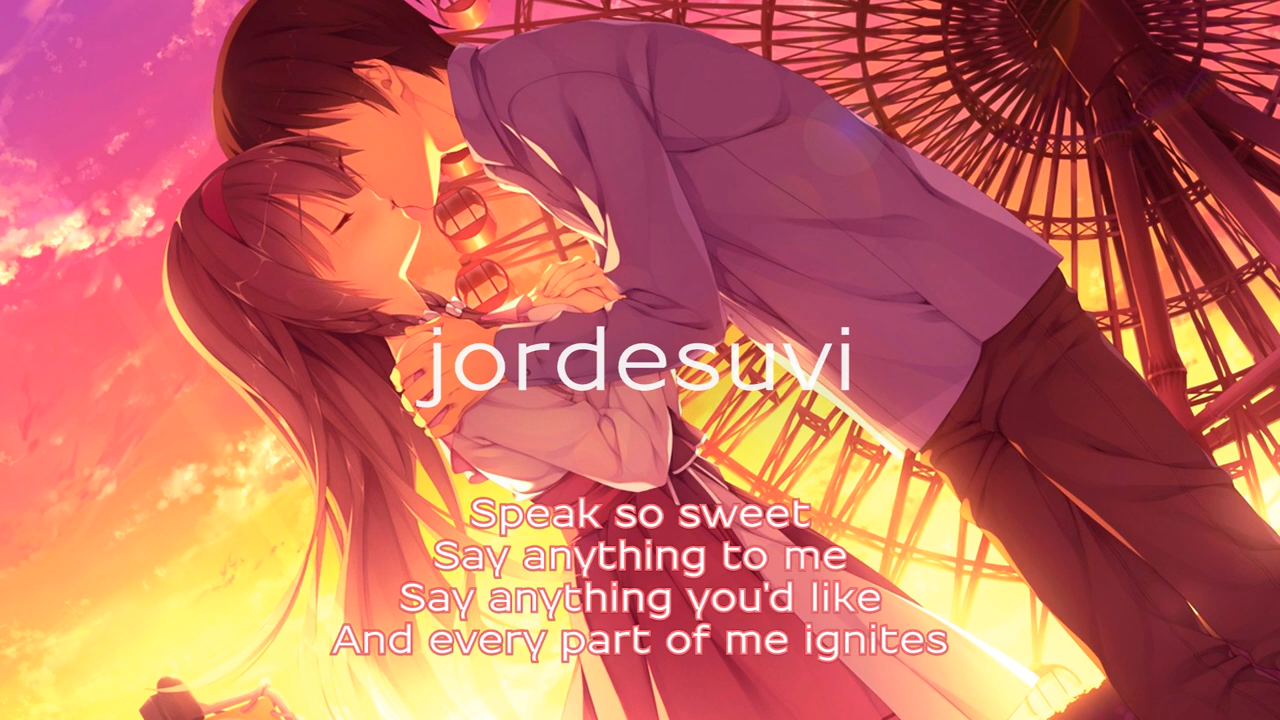 jordesuvi
Speak so sweet
Say anything to me
Say anything you'd like
And every part of me ignites